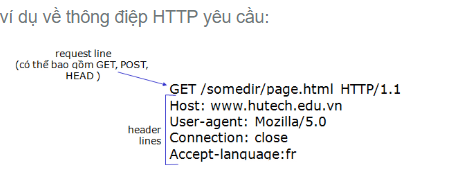 ví dụ về thông điệp HTTP yêu cầu:
request line
(có thể bao gồm GET, POST,
HEAD )
GET /somedir/page.html HTTP/1.1
Host: www.hutech.edu.vn
User-agent: Mozilla/5.0
header
lines
Connection: close
Accept-language:fr